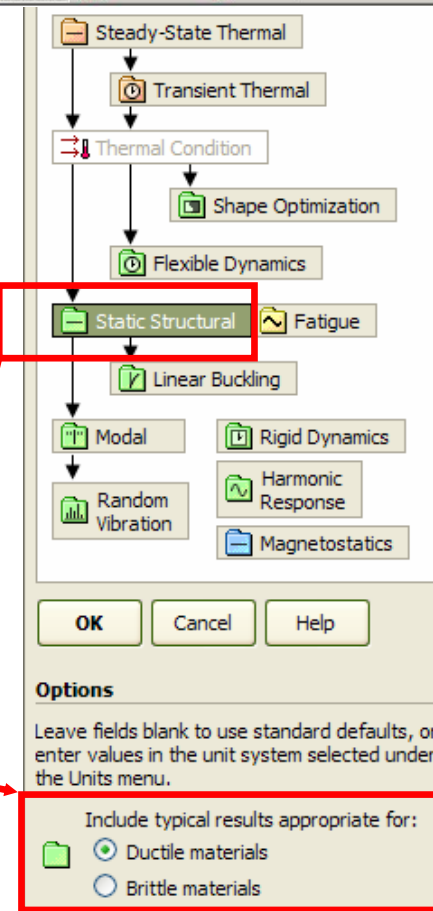 Steady-State Thermal
Transient Thermal
Thermal Condition
Shape Optimization
Flexible Dynamics
Static Structural
Fatigue
Linear Buckling
Modal
Rigid Dynamics
Random
Vibration
Harmonic
Response
Magnetostatics
OK
Cancel
Help
Options
Leave fields blank to use standard defaults, or
enter values in the unit system selected under
the Units menu.
Include typical results appropriate for:
Ductile materials
Brittle materials